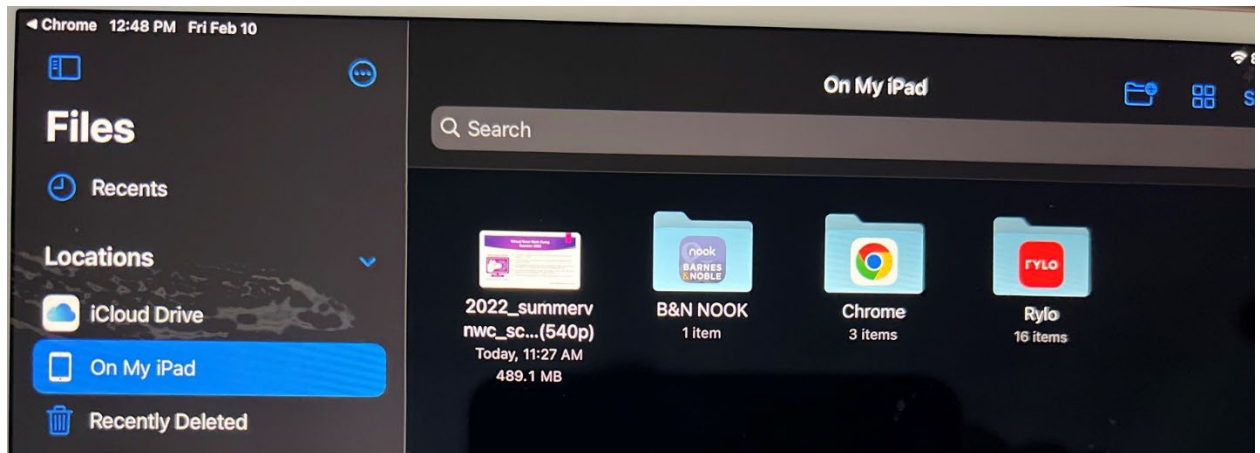 Chrome 12:48 PM Fri Feb 10
Files
Recents
Locations
iCloud Drive
On My iPad
Recently Deleted
On My iPad
Search
2022_summerv
nwc_sc...(540p)
Today, 11:27 AM
489.1 MB
nook
BARNES
&NOBLE
B&N NOOK
1 item
Chrome
3 items
rylo
Rylo
16 items